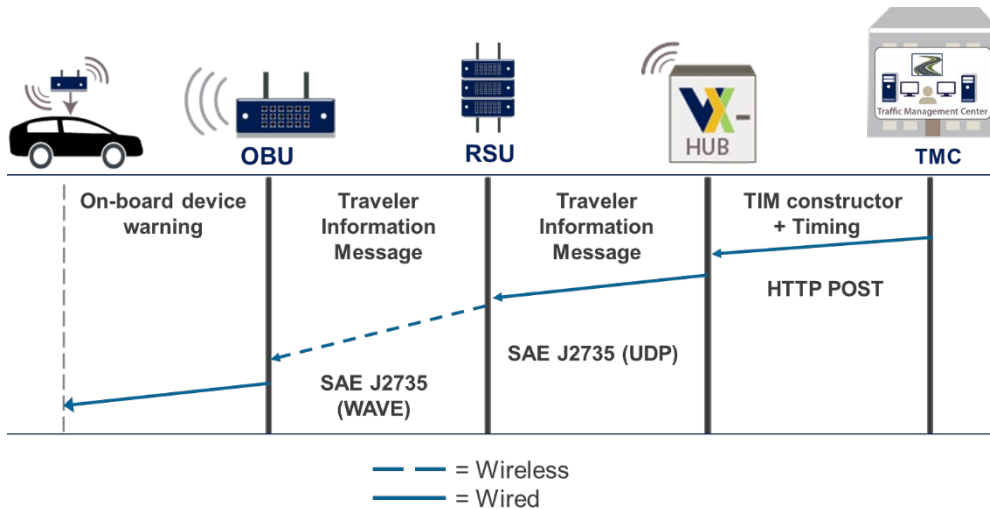 Traffic Management Center
VX-
HUB
OBU
RSU
TMC
On-board device
warning
Traveler
Information
Message
Traveler
Information
Message
TIM constructor
+ Timing
HTTP POST
SAE J2735 (UDP)
SAE J2735
(WAVE)
= Wireless
= Wired